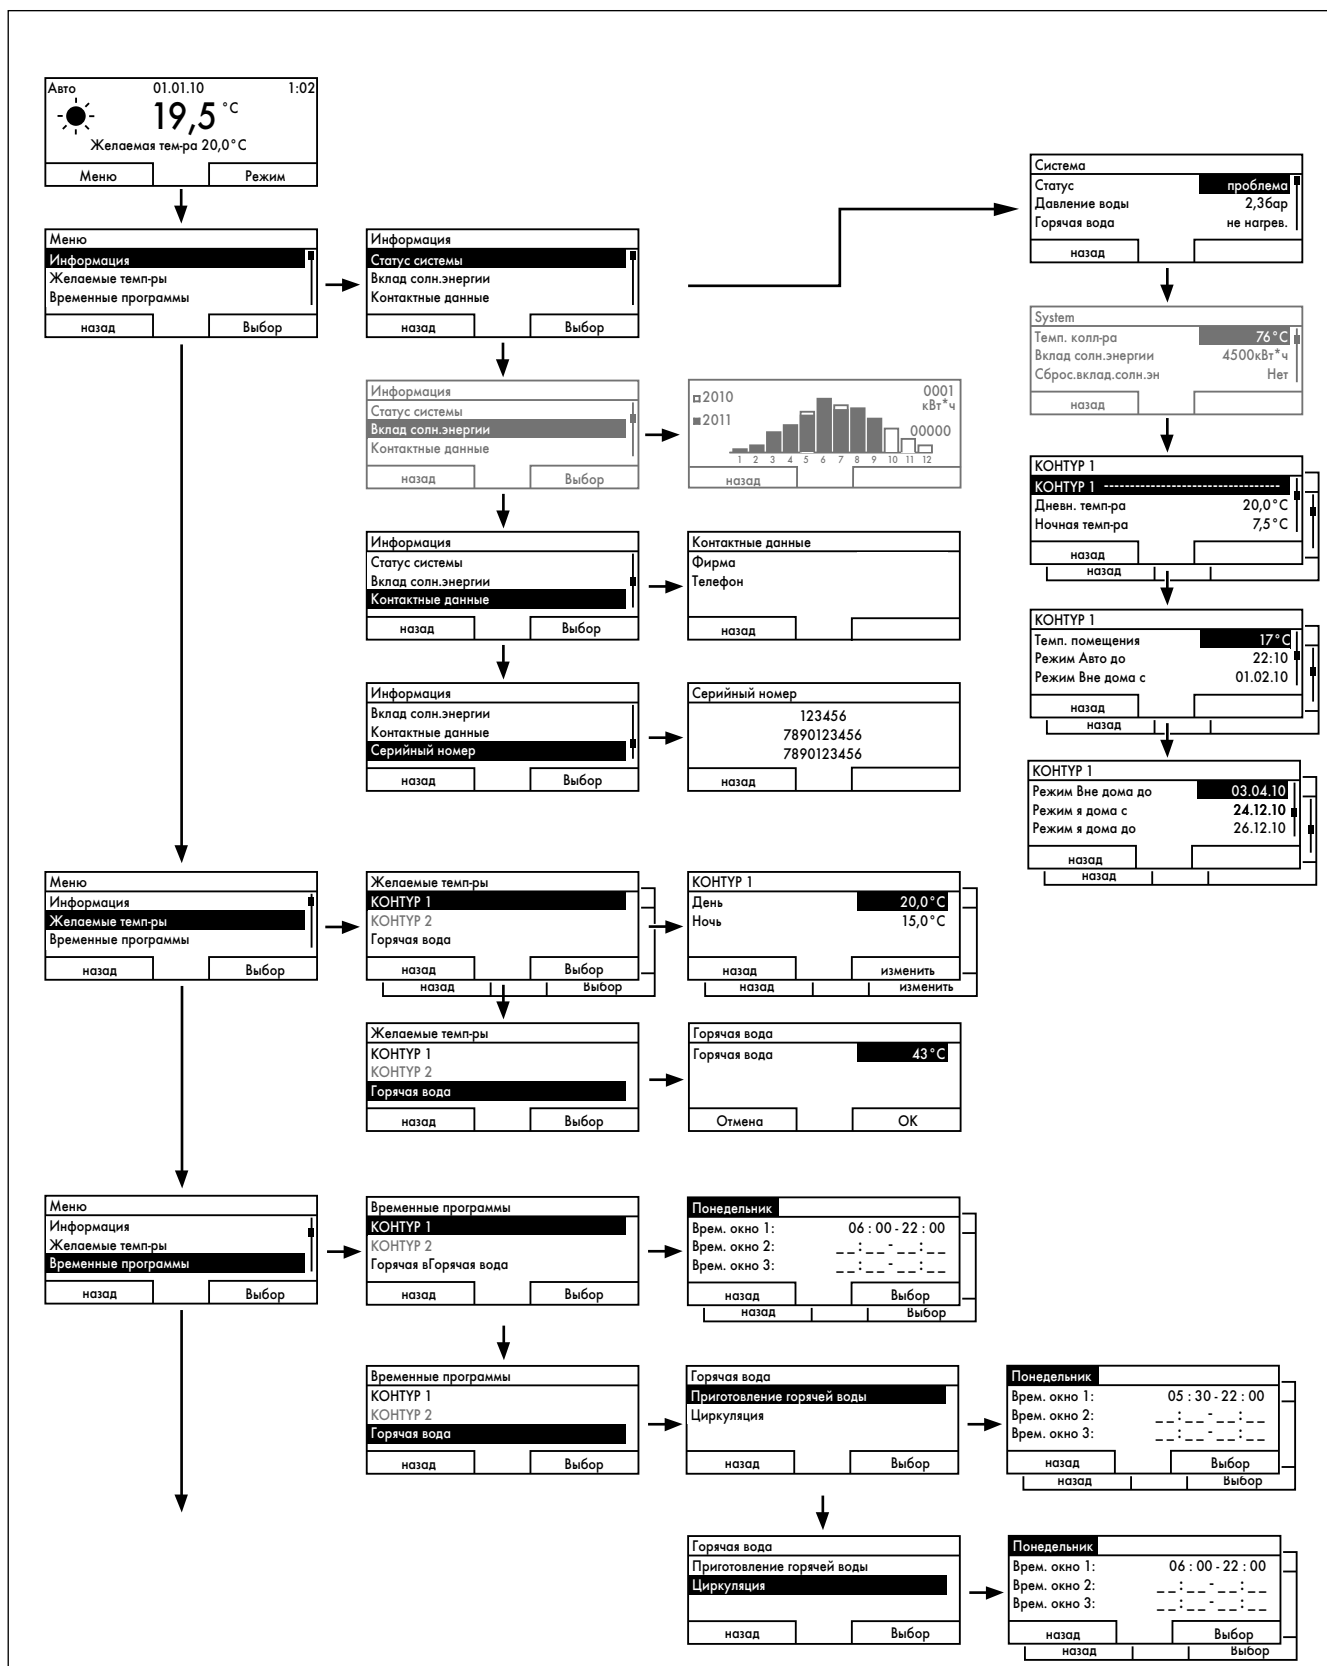 Авто 01.01.10 1:02
19,5 °C
Желаемая тем-ра 20,0°C
Меню Режим
Меню
Информация
Желаемые темп-ры
Временные программы
назад Выбор
Информация
Статус системы
Вклад солн.энергии
Контактные данные
назад Выбор
Система
Статус проблема
Давление воды 2,3бар
Горячая вода не нагрев.
назад
System
Темп. колл-ра 76°C
Вклад солн.энергии 4500кВт*ч
Сброс.вклад.солн.эн Нет
назад
Информация
Статус системы
Вклад солн.энергии
Контактные данные
назад Выбор
2010 0001
кВт*ч
2011
00000
1 2 3 4 5 6 7 8 9 10 11 12
назад
КОНТУР 1
КОНТУР 1 ----------------------------------
Дневн. темп-ра 20,0°C
Ночная темп-ра 7,5°C
назад
назад
Информация
Статус системы
Вклад солн.энергии
Контактные данные
назад Выбор
Контактные данные
Фирма
Телефон
назад
КОНТУР 1
Темп. помещения 17°C
Режим Авто до 22:10
Режим Вне дома с 01.02.10
назад
назад
Информация
Вклад солн.энергии
Контактные данные
Серийный номер
назад Выбор
Серийный номер
123456
7890123456
7890123456
назад
КОНТУР 1
Режим Вне дома до 03.04.10
Режим я дома с 24.12.10
Режим я дома до 26.12.10
назад
назад
Меню
Информация
Желаемые темп-ры
Временные программы
назад Выбор
Желаемые темп-ры
КОНТУР 1
КОНТУР 2
Горячая вода
назад Выбор
назад Выбор
КОНТУР 1
День 20,0°C
Ночь 15,0°C
назад изменить
назад изменить
Желаемые темп-ры
КОНТУР 1
КОНТУР 2
Горячая вода
назад Выбор
Горячая вода
Горячая вода 43°C
Отмена OK
Меню
Информация
Желаемые темп-ры
Временные программы
назад Выбор
Временные программы
КОНТУР 1
КОНТУР 2
Горячая вГорячая вода
назад Выбор
Понедельник
Врем. окно 1: 06 : 00 - 22 : 00
Врем. окно 2: _ _ : _ _ - _ _ : _ _
Врем. окно 3: _ _ : _ _ - _ _ : _ _
назад Выбор
назад Выбор
Временные программы
КОНТУР 1
КОНТУР 2
Горячая вода
назад Выбор
Горячая вода
Приготовление горячей воды
Циркуляция
назад Выбор
Понедельник
Врем. окно 1: 05 : 30 - 22 : 00
Врем. окно 2: _ _ : _ _ - _ _ : _ _
Врем. окно 3: _ _ : _ _ - _ _ : _ _
назад Выбор
назад Выбор
Горячая вода
Приготовление горячей воды
Циркуляция
назад Выбор
Понедельник
Врем. окно 1: 06 : 00 - 22 : 00
Врем. окно 2: _ _ : _ _ - _ _ : _ _
Врем. окно 3: _ _ : _ _ - _ _ : _ _
назад Выбор
назад Выбор